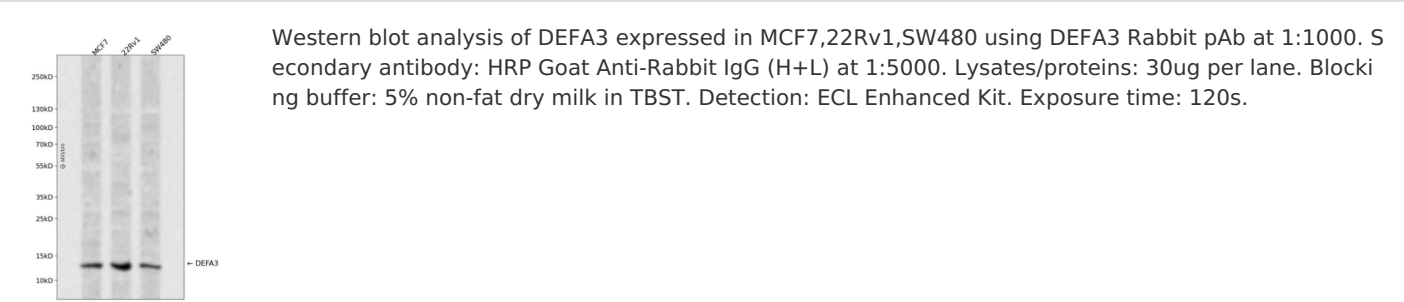 MCF7
22Rv1
SW480
250kD
130kD
100kD
70kD
55kD
35kD
25kD
15kD
10kD
← DEFA3
Western blot analysis of DEFA3 expressed in MCF7,22Rv1,SW480 using DEFA3 Rabbit pAb at 1:1000. S
econdary antibody: HRP Goat Anti-Rabbit IgG (H+L) at 1:5000. Lysates/proteins: 30ug per lane. Blocki
ng buffer: 5% non-fat dry milk in TBST. Detection: ECL Enhanced Kit. Exposure time: 120s.